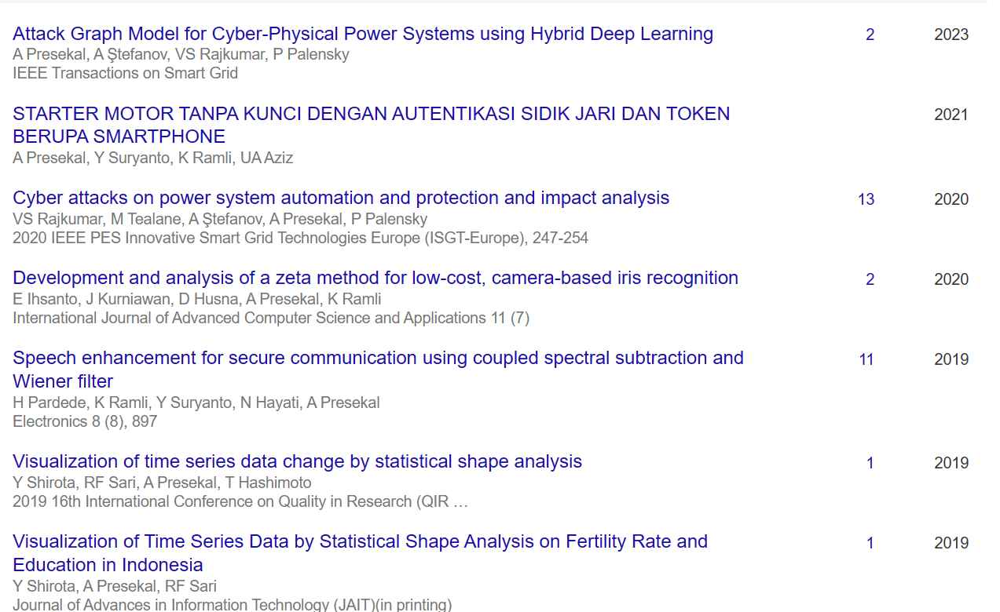 Attack Graph Model for Cyber-Physical Power Systems using Hybrid Deep Learning 2 2023
A Presekal, A Ştefanov, VS Rajkumar, P Palensky
IEEE Transactions on Smart Grid
STARTER MOTOR TANPA KUNCI DENGAN AUTENTIKASI SIDIK JARI DAN TOKEN 2021
BERUPA SMARTPHONE
A Presekal, Y Suryanto, K Ramli, UA Aziz
Cyber attacks on power system automation and protection and impact analysis 13 2020
VS Rajkumar, M Tealane, A Ştefanov, A Presekal, P Palensky
2020 IEEE PES Innovative Smart Grid Technologies Europe (ISGT-Europe), 247-254
Development and analysis of a zeta method for low-cost, camera-based iris recognition 2 2020
E Ihsanto, J Kurniawan, D Husna, A Presekal, K Ramli
International Journal of Advanced Computer Science and Applications 11 (7)
Speech enhancement for secure communication using coupled spectral subtraction and 11 2019
Wiener filter
H Pardede, K Ramli, Y Suryanto, N Hayati, A Presekal
Electronics 8 (8), 897
Visualization of time series data change by statistical shape analysis 1 2019
Y Shirota, RF Sari, A Presekal, T Hashimoto
2019 16th International Conference on Quality in Research (QIR …
Visualization of Time Series Data by Statistical Shape Analysis on Fertility Rate and 1 2019
Education in Indonesia
Y Shirota, A Presekal, RF Sari
Journal of Advances in Information Technology (JAIT)(in printing)